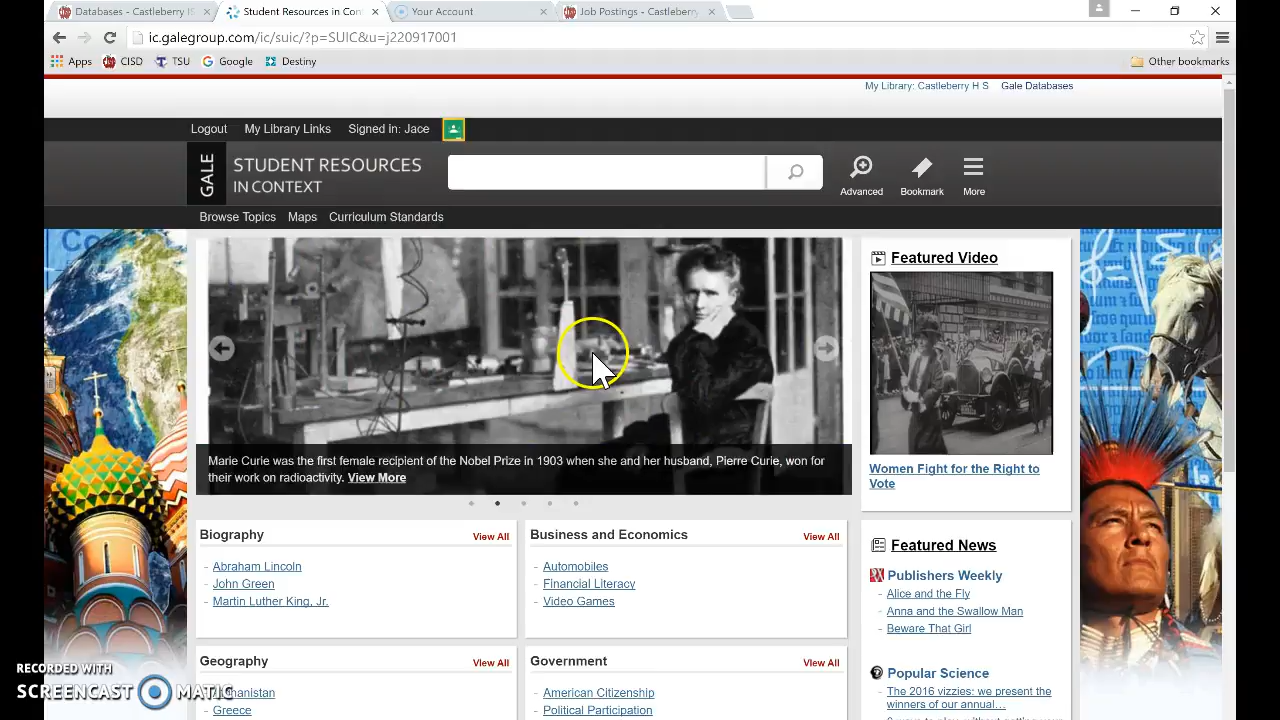 Databases - Castleberry I
Student Resources in Con
Your Account
Job Postings - Castleberry
ic.galegroup.com/ic/suic/?p=SUIC&u=j220917001
Apps CISD TSU Google Destiny Other bookmarks
My Library: Castleberry H S Gale Databases
Logout My Library Links Signed in: Jace
GALE
STUDENT RESOURCES
IN CONTEXT
Advanced Bookmark More
Browse Topics Maps Curriculum Standards
Marie Curie was the first female recipient of the Nobel Prize in 1903 when she and her husband, Pierre Curie, won for
their work on radioactivity. View More
Featured Video
Women Fight for the Right to
Vote
Biography View All
Abraham Lincoln
John Green
Martin Luther King, Jr.
Business and Economics View All
Automobiles
Financial Literacy
Video Games
Featured News
Publishers Weekly
Alice and the Fly
Anna and the Swallow Man
Beware That Girl
Popular Science
The 2016 vizzies: we present the
winners of our annual...
Geography View All
Greece
Government View All
American Citizenship
Political Participation
RECORDED WITH
SCREENCAST MATIC